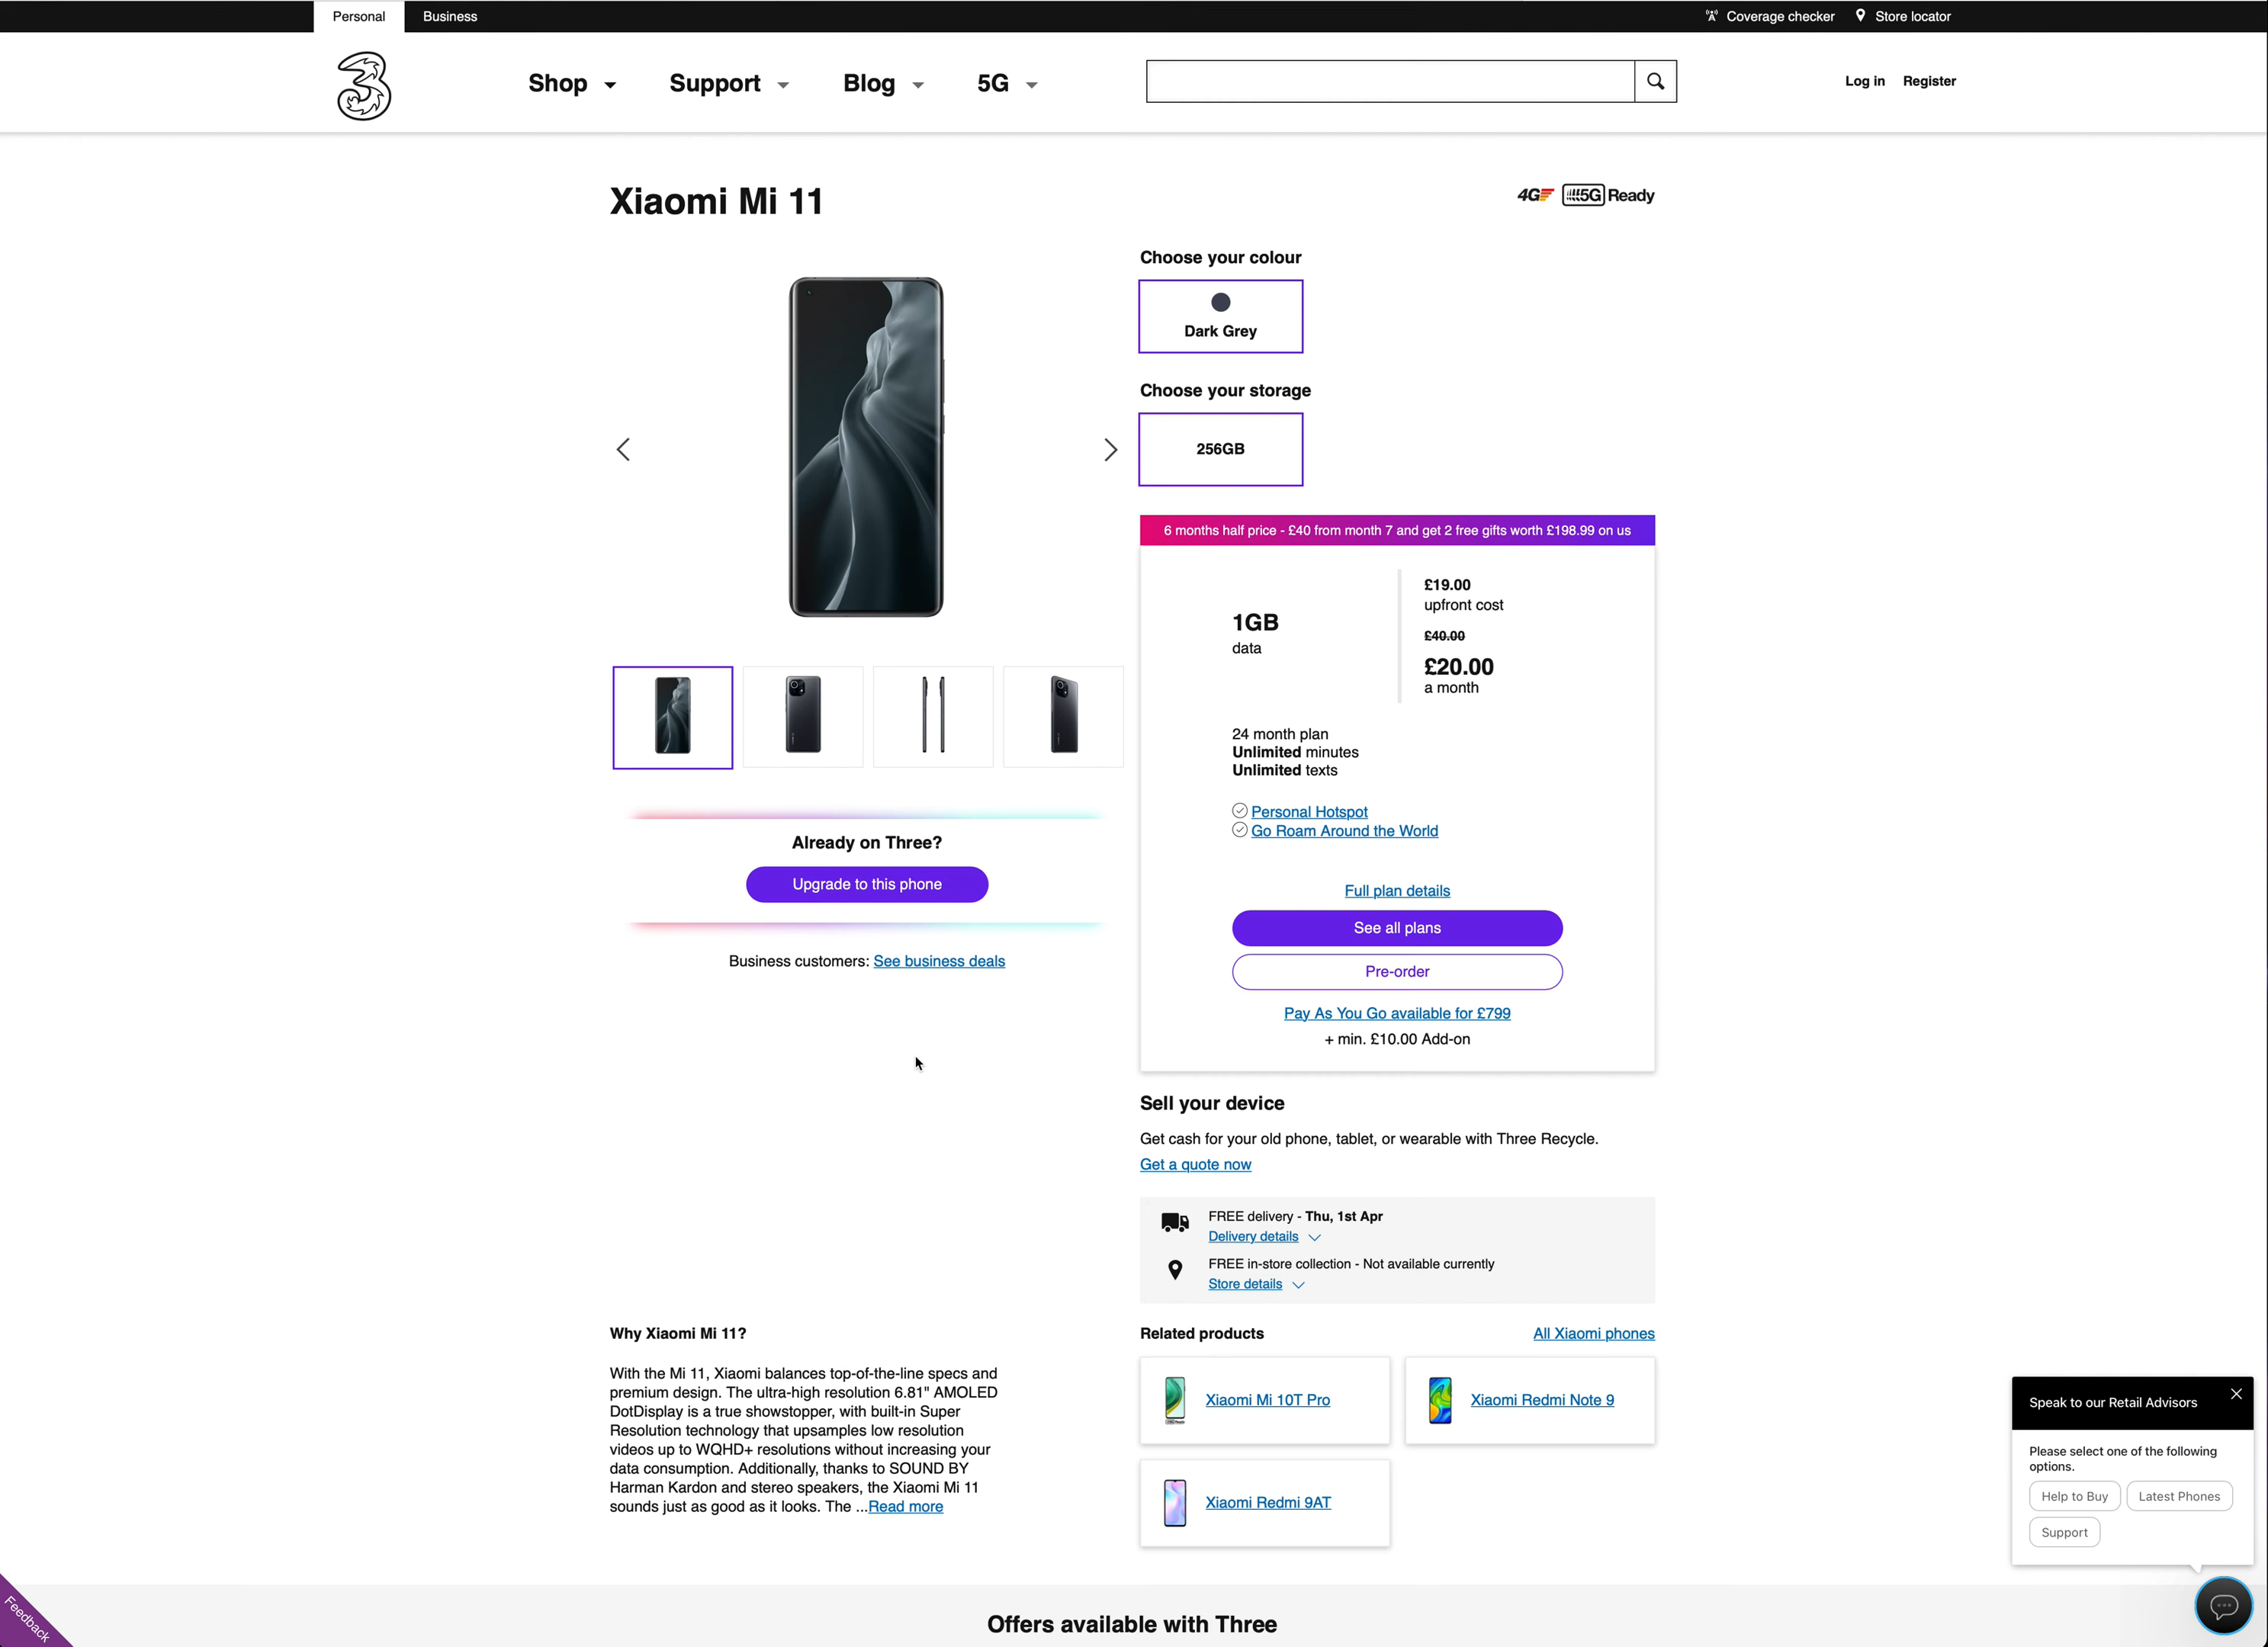 Personal
Business
Coverage checker
Store locator
3
Shop
Support
Blog
5G
Log in
Register
Xiaomi Mi 11
4G 5G Ready
Choose your colour
Dark Grey
Choose your storage
256GB
6 months half price - £40 from month 7 and get 2 free gifts worth £198.99 on us
1GB
data
£19.00
upfront cost
£40.00
£20.00
a month
24 month plan
Unlimited minutes
Unlimited texts
Personal Hotspot
Go Roam Around the World
Full plan details
See all plans
Pre-order
Pay As You Go available for £799
+ min. £10.00 Add-on
Already on Three?
Upgrade to this phone
Business customers: See business deals
Sell your device
Get cash for your old phone, tablet, or wearable with Three Recycle.
Get a quote now
FREE delivery - Thu, 1st Apr
Delivery details
FREE in-store collection - Not available currently
Store details
Why Xiaomi Mi 11?
With the Mi 11, Xiaomi balances top-of-the-line specs and
premium design. The ultra-high resolution 6.81" AMOLED
DotDisplay is a true showstopper, with built-in Super
Resolution technology that upsamples low resolution
videos up to WQHD+ resolutions without increasing your
data consumption. Additionally, thanks to SOUND BY
Harman Kardon and stereo speakers, the Xiaomi Mi 11
sounds just as good as it looks. The ...Read more
Related products
All Xiaomi phones
Xiaomi Mi 10T Pro
Xiaomi Redmi Note 9
Xiaomi Redmi 9AT
Speak to our Retail Advisors
Please select one of the following
options.
Help to Buy
Latest Phones
Support
Feedback
Offers available with Three